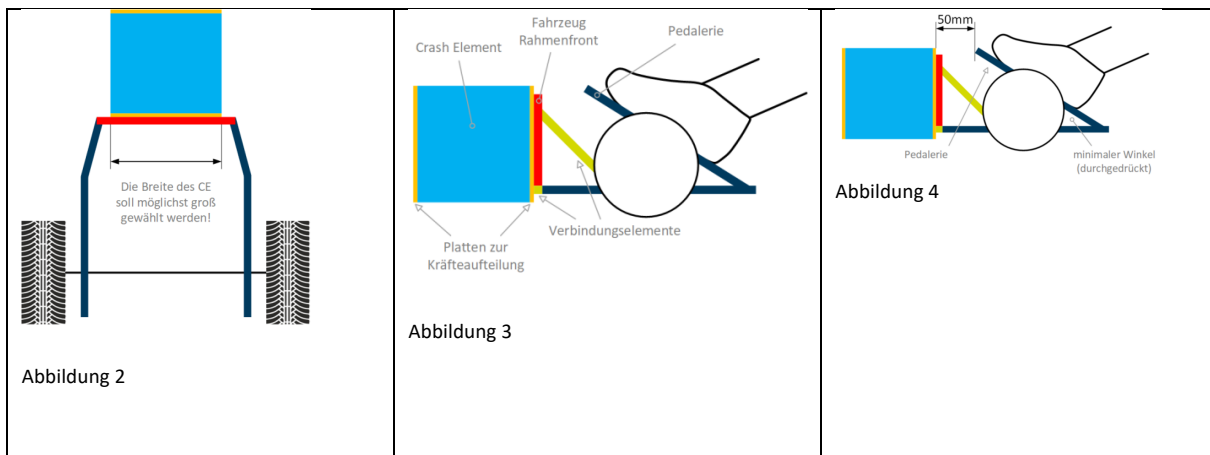 Die Breite des CE
soll möglichst groß
gewählt werden!
Abbildung 2
Crash Element
Fahrzeug
Rahmenfront
Pedalerie
Verbindungselemente
Platten zur
Kräfteaufteilung
Abbildung 3
50mm
Pedalerie
minimaler Winkel
(durchgedrückt)
Abbildung 4